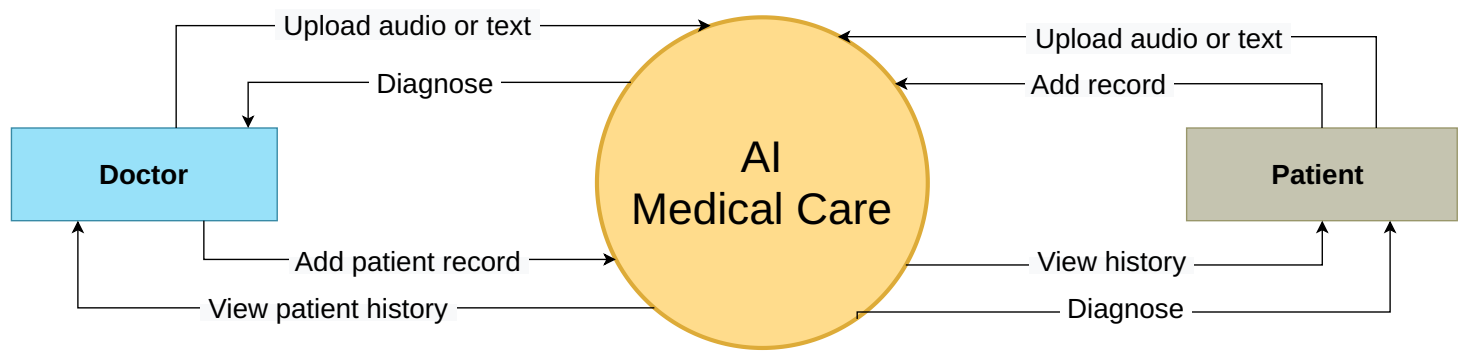 Upload audio or text
Upload audio or text
Diagnose
Add record
AI
Medical Care
Doctor
Patient
Add patient record
View history
View patient history
Diagnose